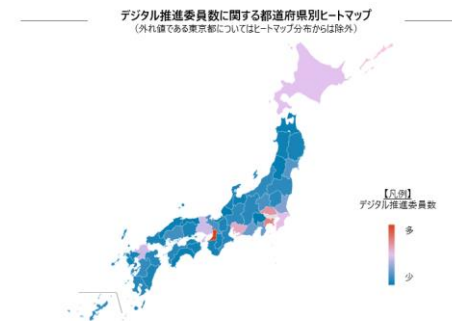 デジタル推進委員数に関する都道府県別ヒートマップ
（外れ値である東京都についてはヒートマップ分布からは除外）
【凡例】
デジタル推進委員数
多
少